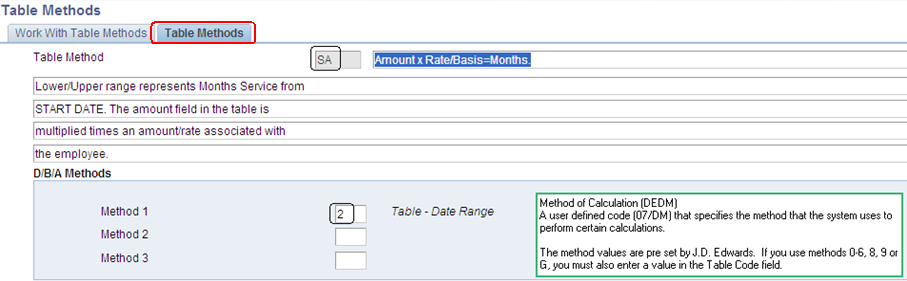 Table Methods
Work With Table Methods Table Methods
Table Method SA Amount x Rate/Basis=Months.
Lower/Upper range represents Months Service from
START DATE. The amount field in the table is
multiplied times an amount/rate associated with
the employee.
D/B/A Methods
Method 1 2 Table - Date Range
Method 2
Method 3
Method of Calculation (DEDM)
A user defined code (07/DM) that specifies the method that the system uses to
perform certain calculations.
The method values are pre set by J.D. Edwards. If you use methods 0-6, 8, 9 or
G, you must also enter a value in the Table Code field.